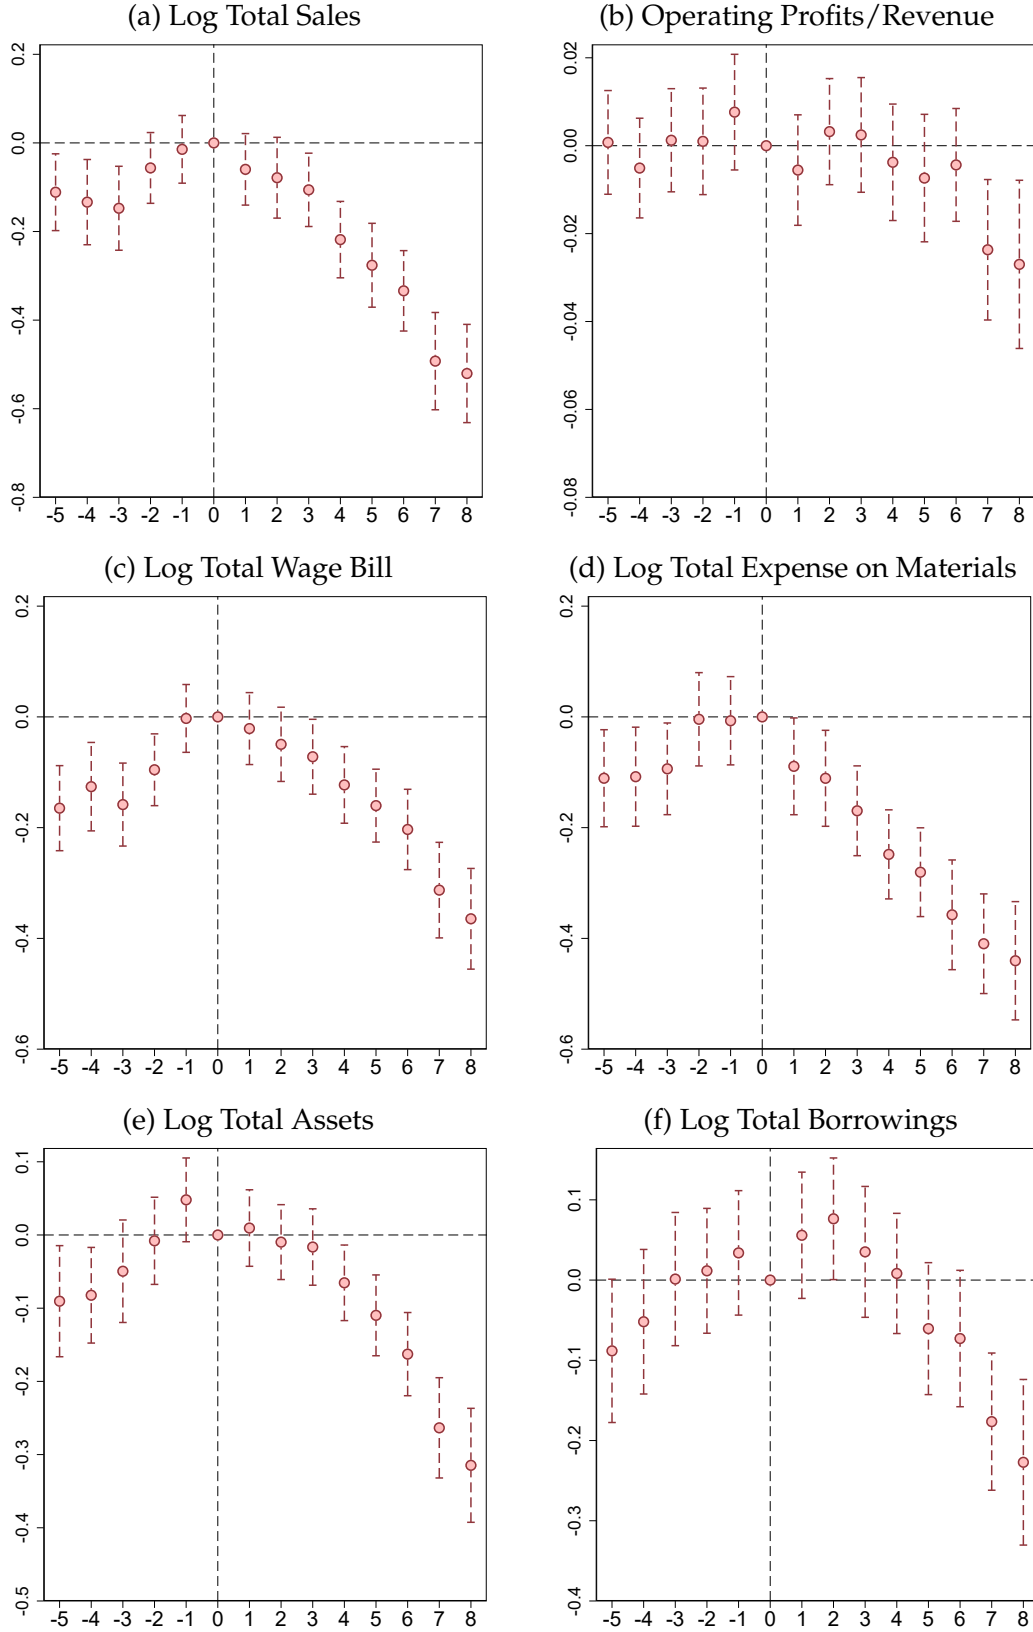 (a) Log Total Sales
0.2
0.0
-0.2
-0.4
-0.6
-0.8
-5 -4 -3 -2 -1 0 1 2 3 4 5 6 7 8
(b) Operating Profits/Revenue
0.02
0.00
-0.02
-0.04
-0.06
-0.08
-5 -4 -3 -2 -1 0 1 2 3 4 5 6 7 8
(c) Log Total Wage Bill
0.2
0.0
-0.2
-0.4
-0.6
-5 -4 -3 -2 -1 0 1 2 3 4 5 6 7 8
(d) Log Total Expense on Materials
0.2
0.0
-0.2
-0.4
-0.6
-5 -4 -3 -2 -1 0 1 2 3 4 5 6 7 8
(e) Log Total Assets
0.1
0.0
-0.1
-0.2
-0.3
-0.4
-0.5
-5 -4 -3 -2 -1 0 1 2 3 4 5 6 7 8
(f) Log Total Borrowings
0.1
0.0
-0.1
-0.2
-0.3
-0.4
-5 -4 -3 -2 -1 0 1 2 3 4 5 6 7 8